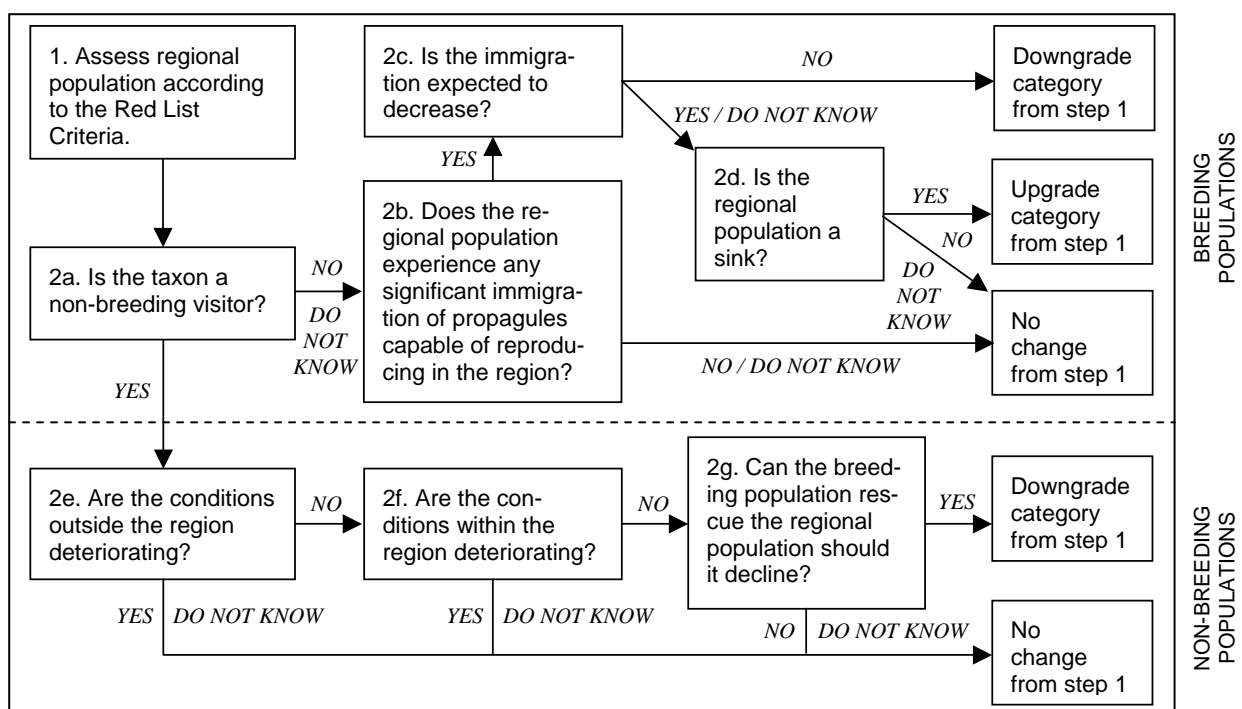 1. Assess regional
population according
to the Red List
Criteria.
2c. Is the immigra-
tion expected to
decrease?
NO
Downgrade
category
from step 1
YES / DO NOT KNOW
YES
2d. Is the
regional
population a
sink?
YES
Upgrade
category
from step 1
NO
DO
NOT
KNOW
2a. Is the taxon a
non-breeding visitor?
NO
DO
NOT
KNOW
2b. Does the re-
gional population
experience any
significant immigra-
tion of propagules
capable of reprodu-
cing in the region?
NO / DO NOT KNOW
No
change
from step 1
YES
BREEDING
POPULATIONS
2e. Are the conditions
outside the region
deteriorating?
NO
2f. Are the con-
ditions within the
region deteriorating?
NO
2g. Can the breed-
ing population res-
cue the regional
population should
it decline?
YES
Downgrade
category
from step 1
YES DO NOT KNOW
YES DO NOT KNOW
NO DO NOT KNOW
No
change
from step 1
NON-BREEDING
POPULATIONS